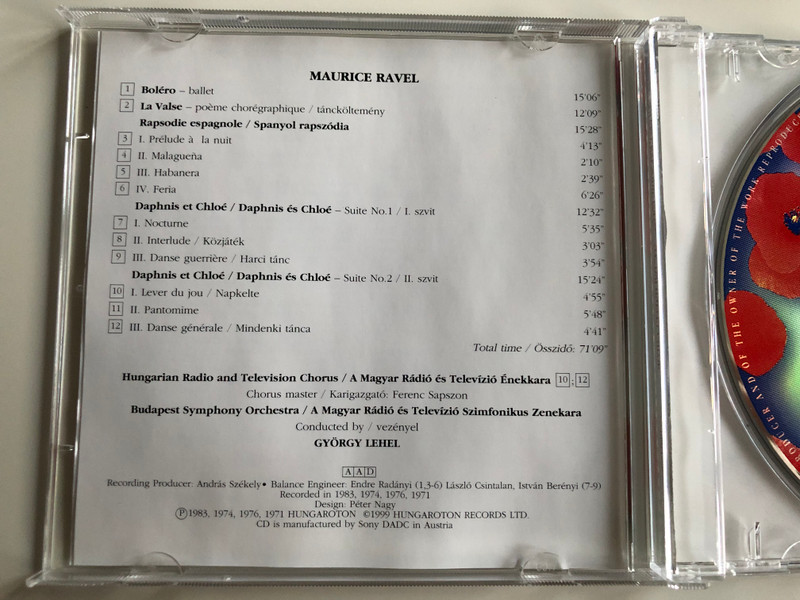 MAURICE RAVEL
1 Boléro – ballet 15'06"
2 La Valse – poème chorégraphique / táncköltemény 12'09"
Rapsodie espagnole / Spanyol rapszódia 15'28"
3 I. Prélude à la nuit 4'13"
4 II. Malagueña 2'10"
5 III. Habanera 2'39"
6 IV. Feria 6'26"
Daphnis et Chloé / Daphnis és Chloé – Suite No.1 / I. szvit 12'32"
7 I. Nocturne 5'35"
8 II. Interlude / Közjáték 3'03"
9 III. Danse guerrière / Harci tánc 3'54"
Daphnis et Chloé / Daphnis és Chloé – Suite No.2 / II. szvit 15'24"
10 I. Lever du jou / Napkelte 4'55"
11 II. Pantomime 5'48"
12 III. Danse générale / Mindenki tánca 4'41"
Total time / Összidő: 71'09"
Hungarian Radio and Television Chorus / A Magyar Rádió és Televízió Énekkara 10 ; 12
Chorus master / Karigazgató: Ferenc Sapszon
Budapest Symphony Orchestra / A Magyar Rádió és Televízió Szimfonikus Zenekara
Conducted by / vezényel
GYÖRGY LEHEL
AAD
Recording Producer: András Székely• Balance Engineer: Endre Radányi (1,3-6) László Csintalan, István Berényi (7-9)
Recorded in 1983, 1974, 1976, 1971
Design: Péter Nagy
Ⓟ1983, 1974, 1976, 1971 HUNGAROTON ©1999 HUNGAROTON RECORDS LTD.
CD is manufactured by Sony DADC in Austria
PRODUCER AND OF THE OWNER OF THE WORK REPRODUC